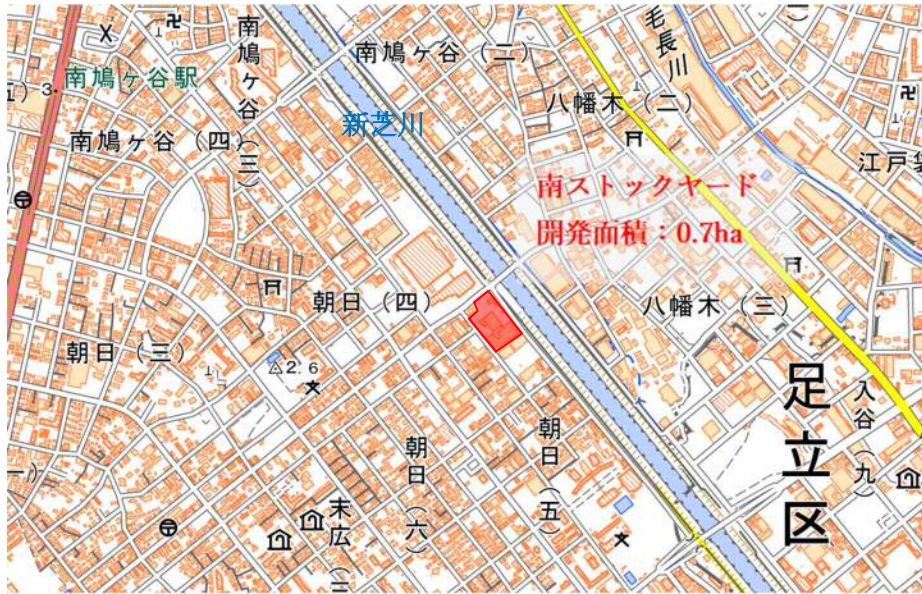 南鳩ヶ谷(二)
南鳩ヶ谷(三)
毛長川
南鳩ヶ谷駅
3.
八幡木(二)
新芝川
南鳩ヶ谷(四)
江戸袋
南ストックヤード
開発面積:0.7ha
朝日(四)
八幡木(三)
朝日(三)
2.6
足立区
入谷(九)
朝日(五)
朝日(六)
末広(三